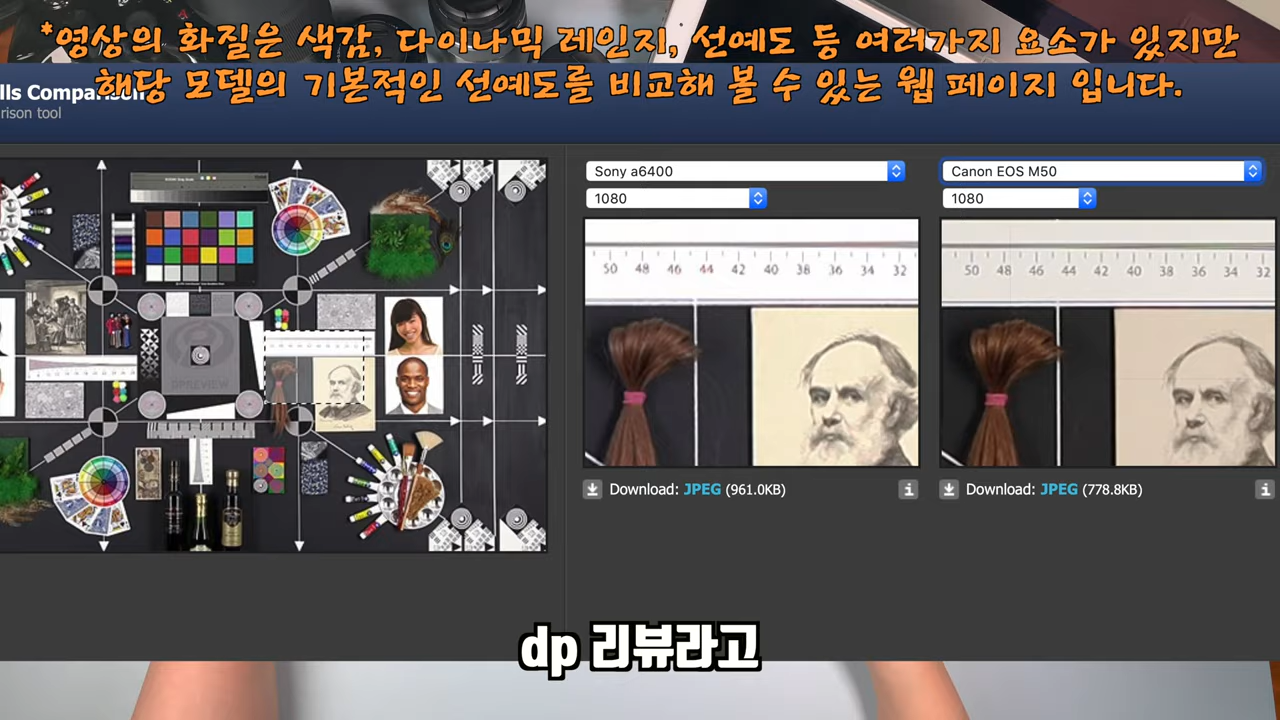 *영상의 화질은 색감, 다이나믹 레인지, 선예도 등 여러가지 요소가 있지만
해당 모델의 기본적인 선예도를 비교해 볼 수 있는 웹 페이지 입니다.
lls Comparison
rison tool
Sony a6400
Canon EOS M50
1080
1080
50 48 46 44 42 40 38 36 34 32
50 48 46 44 42 40 38 36 34 32
DPREVIEW
Download: JPEG (961.0KB)
Download: JPEG (778.8KB)
dp 리뷰라고